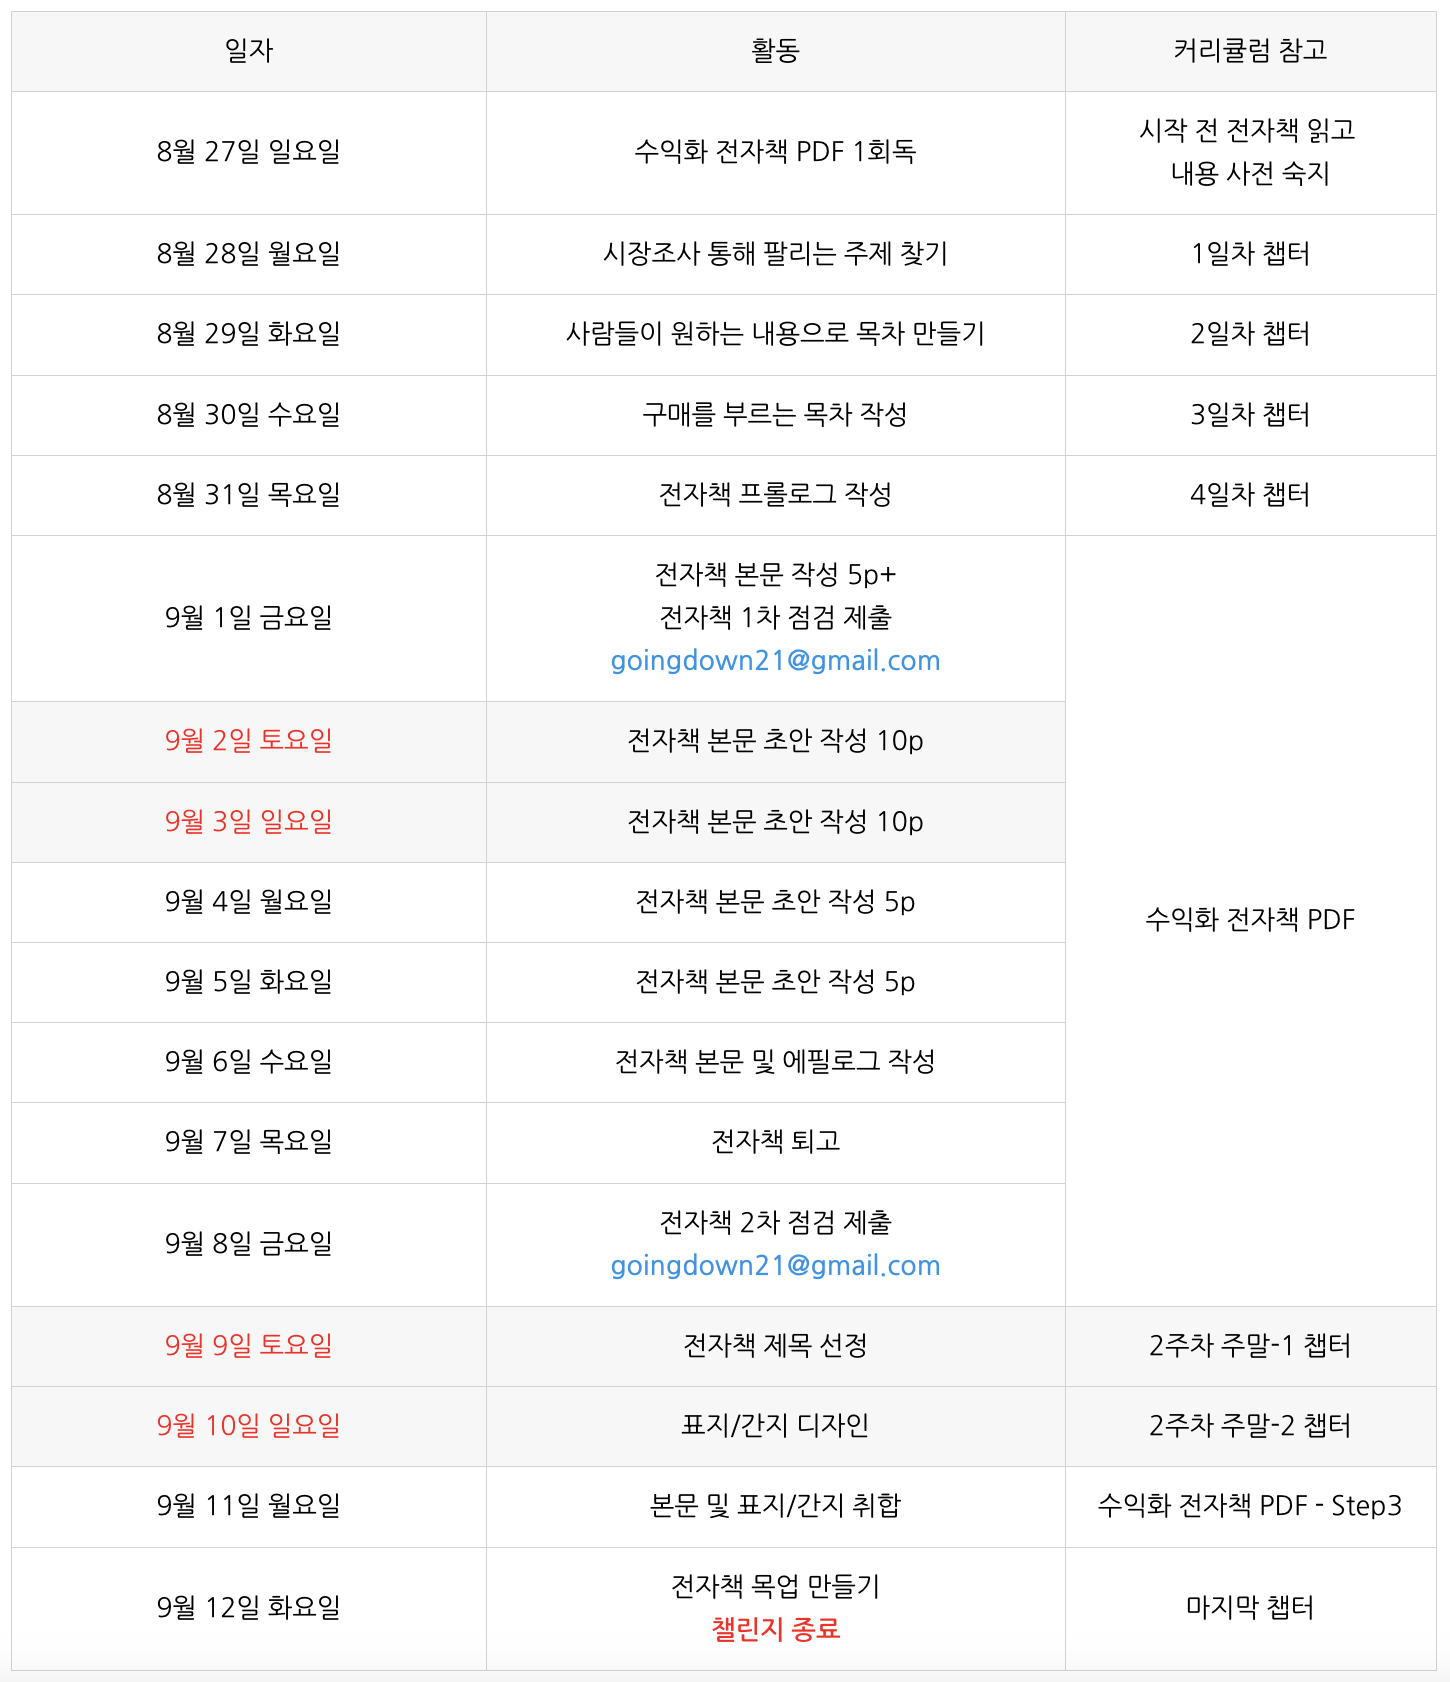 일자 활동 커리큘럼 참고
8월 27일 일요일 수익화 전자책 PDF 1회독 시작 전 전자책 읽고
내용 사전 숙지
8월 28일 월요일 시장조사 통해 팔리는 주제 찾기 1일차 챕터
8월 29일 화요일 사람들이 원하는 내용으로 목차 만들기 2일차 챕터
8월 30일 수요일 구매를 부르는 목차 작성 3일차 챕터
8월 31일 목요일 전자책 프롤로그 작성 4일차 챕터
9월 1일 금요일 전자책 본문 작성 5p+
전자책 1차 점검 제출
goingdown21@gmail.com
수익화 전자책 PDF
9월 2일 토요일 전자책 본문 초안 작성 10p
9월 3일 일요일 전자책 본문 초안 작성 10p
9월 4일 월요일 전자책 본문 초안 작성 5p
9월 5일 화요일 전자책 본문 초안 작성 5p
9월 6일 수요일 전자책 본문 및 에필로그 작성
9월 7일 목요일 전자책 퇴고
9월 8일 금요일 전자책 2차 점검 제출
goingdown21@gmail.com
9월 9일 토요일 전자책 제목 선정 2주차 주말-1 챕터
9월 10일 일요일 표지/간지 디자인 2주차 주말-2 챕터
9월 11일 월요일 본문 및 표지/간지 취합 수익화 전자책 PDF - Step3
9월 12일 화요일 전자책 목업 만들기
챌린지 종료
마지막 챕터